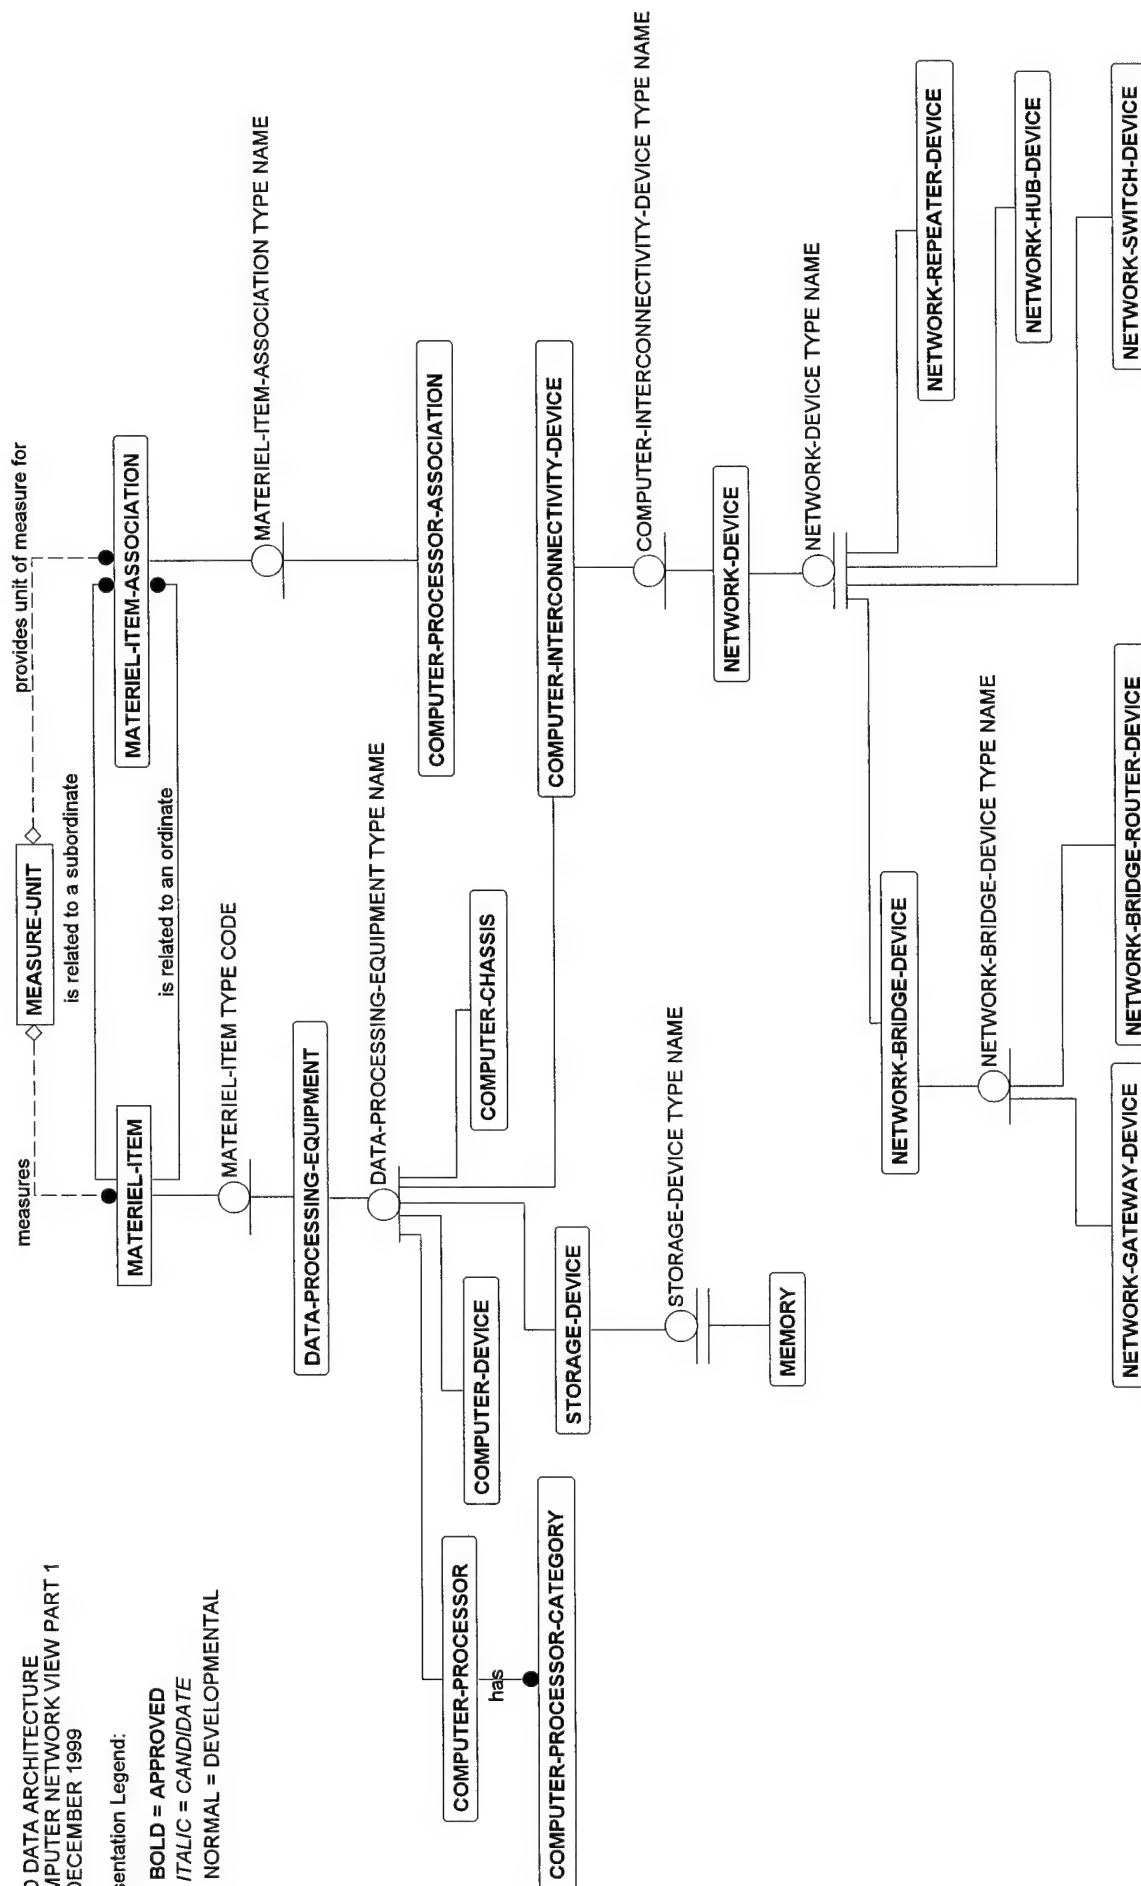 D DATA ARCHITECTURE
MPUTER NETWORK VIEW PART 1
DECEMBER 1999
sentation Legend:
BOLD = APPROVED
ITALIC = CANDIDATE
NORMAL = DEVELOPMENTAL
measures
MEASURE-UNIT
provides unit of measure for
is related to a subordinate
MATERIEL-ITEM
MATERIEL-ITEM-ASSOCIATION
is related to an ordinate
MATERIEL-ITEM TYPE CODE
MATERIEL-ITEM-ASSOCIATION TYPE NAME
DATA-PROCESSING-EQUIPMENT
DATA-PROCESSING-EQUIPMENT TYPE NAME
COMPUTER-PROCESSOR-ASSOCIATION
COMPUTER-PROCESSOR
has
COMPUTER-DEVICE
COMPUTER-CHASSIS
COMPUTER-PROCESSOR-CATEGORY
STORAGE-DEVICE
COMPUTER-INTERCONNECTIVITY-DEVICE
STORAGE-DEVICE TYPE NAME
COMPUTER-INTERCONNECTIVITY-DEVICE TYPE NAME
MEMORY
NETWORK-DEVICE
NETWORK-DEVICE TYPE NAME
NETWORK-BRIDGE-DEVICE
NETWORK-REPEATER-DEVICE
NETWORK-BRIDGE-DEVICE TYPE NAME
NETWORK-HUB-DEVICE
NETWORK-GATEWAY-DEVICE
NETWORK-BRIDGE-ROUTER-DEVICE
NETWORK-SWITCH-DEVICE